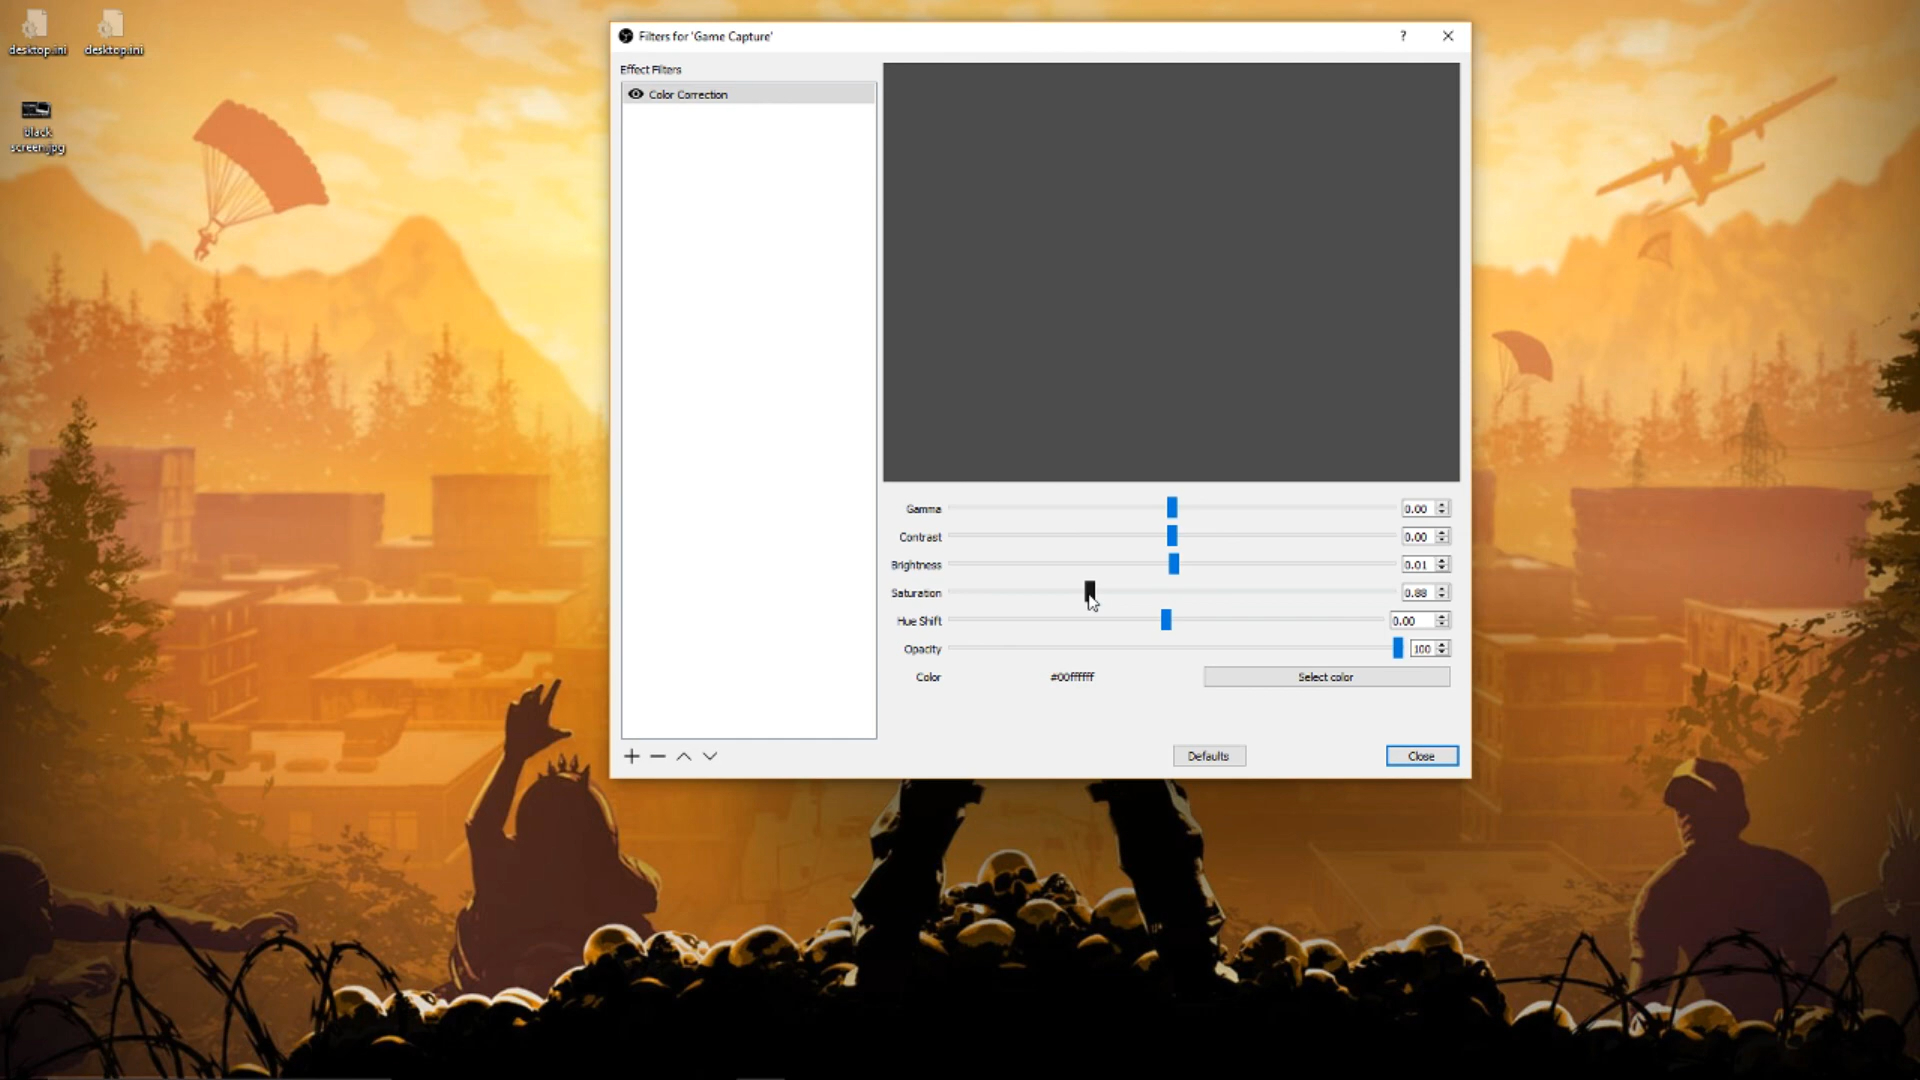 desktop.ini
desktop.ini
black
screen.jpg
Filters for 'Game Capture'
?
Effect Filters
Color Correction
Gamma
0.00
Contrast
0.00
Brightness
0.01
Saturation
0.88
Hue Shift
0.00
Opacity
100
Color
#00ffffff
Select color
Defaults
Close